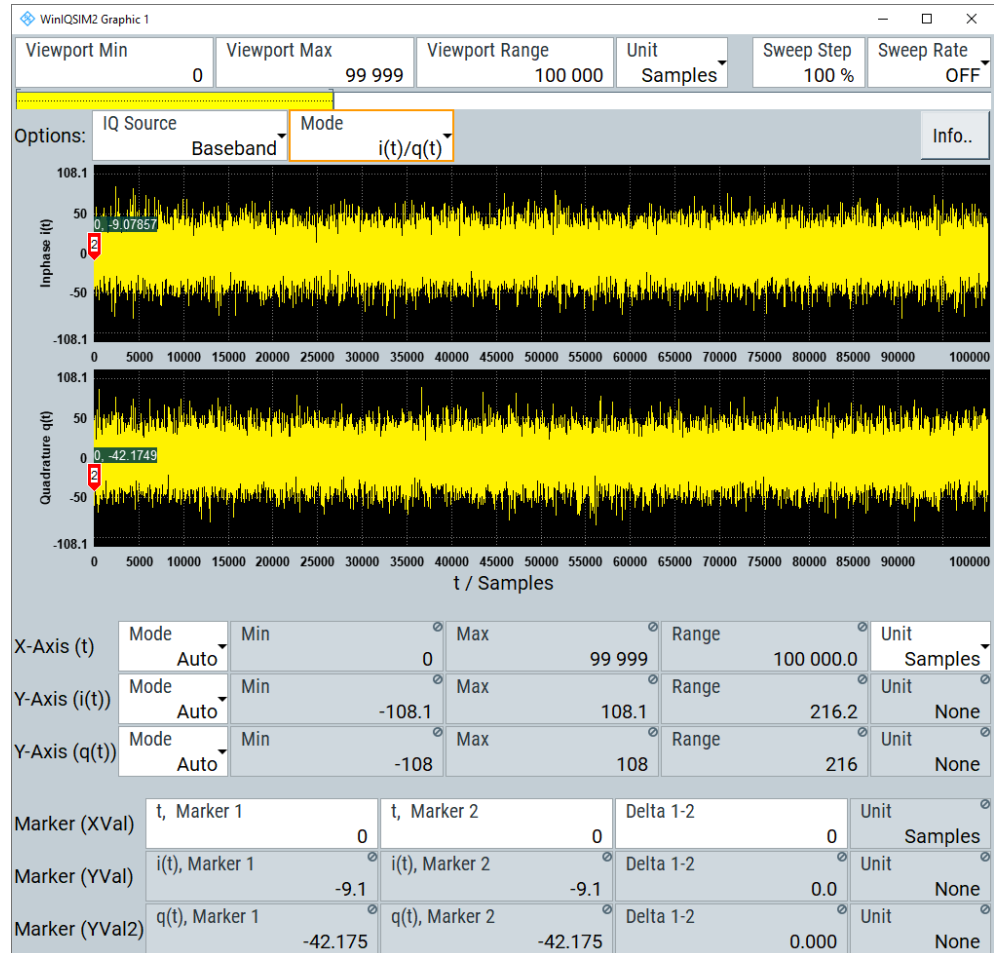 WinIQSIM2 Graphic 1
Viewport Min Viewport Max Viewport Range Unit Sweep Step Sweep Rate
0 99 999 100 000 Samples 100 % OFF
Options: IQ Source Mode Info..
Baseband i(t)/q(t)
108.1
50
0, -9.07857
2
0
-50
-108.1
Inphase i(t)
0 5000 10000 15000 20000 25000 30000 35000 40000 45000 50000 55000 60000 65000 70000 75000 80000 85000 90000 100000
108.1
50
0 0, -42.1749
2
-50
-108.1
Quadrature q(t)
0 5000 10000 15000 20000 25000 30000 35000 40000 45000 50000 55000 60000 65000 70000 75000 80000 85000 90000 100000
t / Samples
X-Axis (t) Mode Min Max Range Unit
Auto 0 99 999 100 000.0 Samples
Y-Axis (i(t)) Mode Min Max Range Unit
Auto -108.1 108.1 216.2 None
Y-Axis (q(t)) Mode Min Max Range Unit
Auto -108 108 216 None
Marker (XVal) t, Marker 1 t, Marker 2 Delta 1-2 Unit
0 0 0 Samples
Marker (YVal) i(t), Marker 1 i(t), Marker 2 Delta 1-2 Unit
-9.1 -9.1 0.0 None
Marker (YVal2) q(t), Marker 1 q(t), Marker 2 Delta 1-2 Unit
-42.175 -42.175 0.000 None